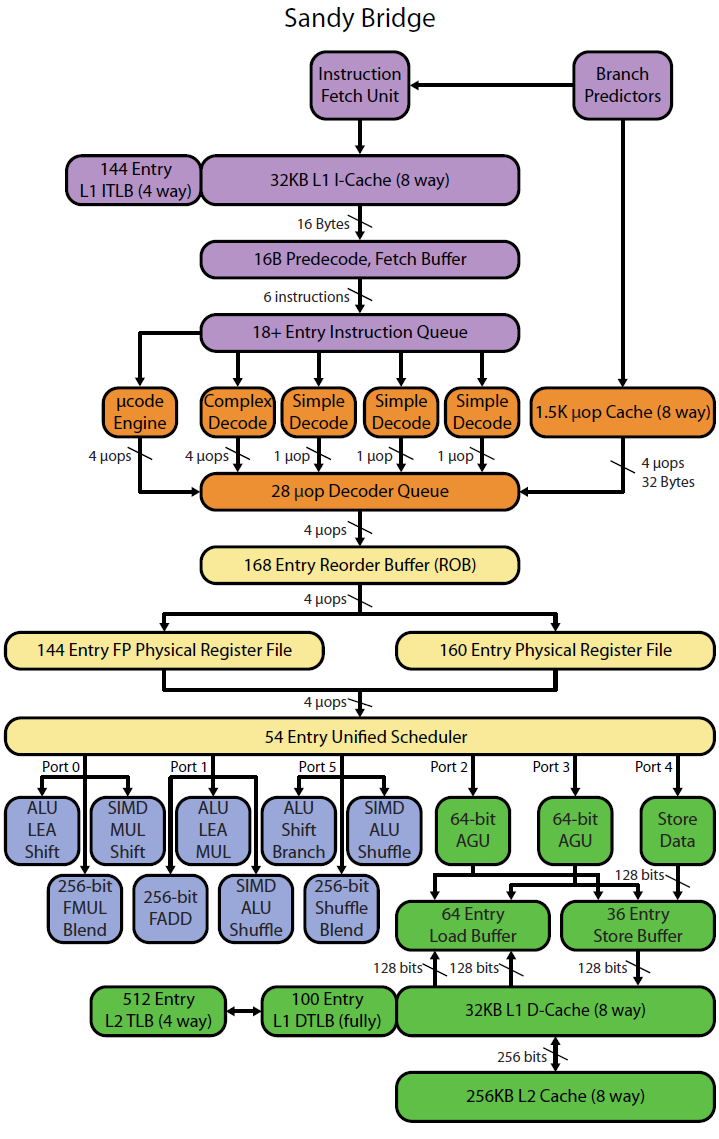 Sandy Bridge
Instruction
Fetch Unit
Branch
Predictors
144 Entry
L1 ITLB (4 way)
32KB L1 I-Cache (8 way)
16 Bytes
16B Predecode, Fetch Buffer
6 instructions
18+ Entry Instruction Queue
µcode
Engine
Complex
Decode
Simple
Decode
Simple
Decode
Simple
Decode
1.5K µop Cache (8 way)
4 µops
4 µops
1 µop
1 µop
1 µop
4 µops
32 Bytes
28 µop Decoder Queue
4 µops
168 Entry Reorder Buffer (ROB)
4 µops
144 Entry FP Physical Register File
160 Entry Physical Register File
4 µops
54 Entry Unified Scheduler
Port 0
Port 1
Port 5
Port 2
Port 3
Port 4
ALU
LEA
Shift
SIMD
MUL
Shift
ALU
LEA
MUL
ALU
Shift
Branch
SIMD
ALU
Shuffle
64-bit
AGU
64-bit
AGU
Store
Data
256-bit
FMUL
Blend
256-bit
FADD
SIMD
ALU
Shuffle
256-bit
Shuffle
Blend
128 bits
64 Entry
Load Buffer
36 Entry
Store Buffer
128 bits
128 bits
128 bits
512 Entry
L2 TLB (4 way)
100 Entry
L1 DTLB (fully)
32KB L1 D-Cache (8 way)
256 bits
256KB L2 Cache (8 way)